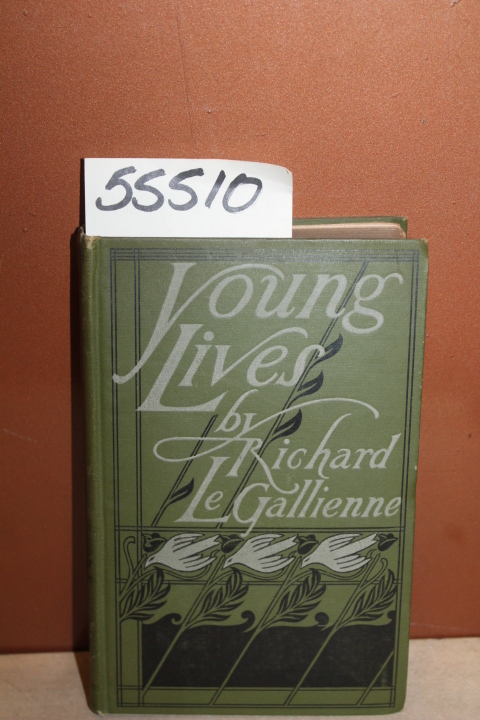 55510
Young
Lives
by
Richard
Le Gallienne